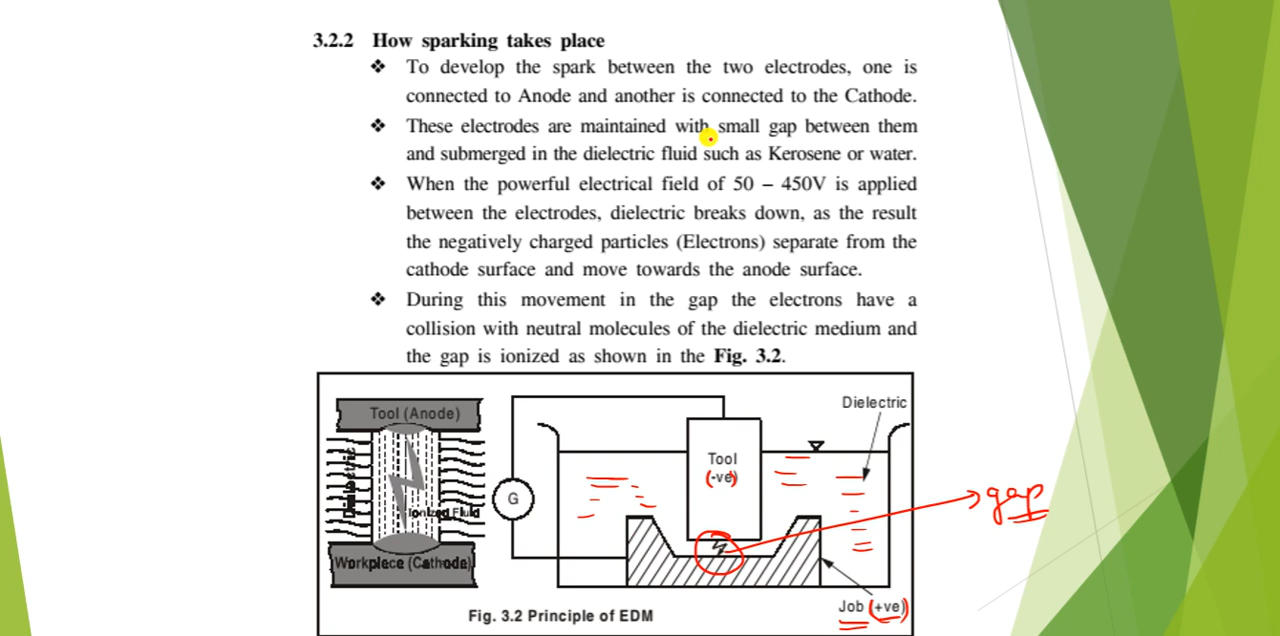 3.2.2 How sparking takes place
❖ To develop the spark between the two electrodes, one is
connected to Anode and another is connected to the Cathode.
❖ These electrodes are maintained with small gap between them
and submerged in the dielectric fluid such as Kerosene or water.
❖ When the powerful electrical field of 50 – 450V is applied
between the electrodes, dielectric breaks down, as the result
the negatively charged particles (Electrons) separate from the
cathode surface and move towards the anode surface.
❖ During this movement in the gap the electrons have a
collision with neutral molecules of the dielectric medium and
the gap is ionized as shown in the Fig. 3.2.
Tool (Anode)
Dielectric
Ionized Fluid
Workplece (Cathode)
G
Tool
(-ve)
Dielectric
gap
Job (+ve)
Fig. 3.2 Principle of EDM